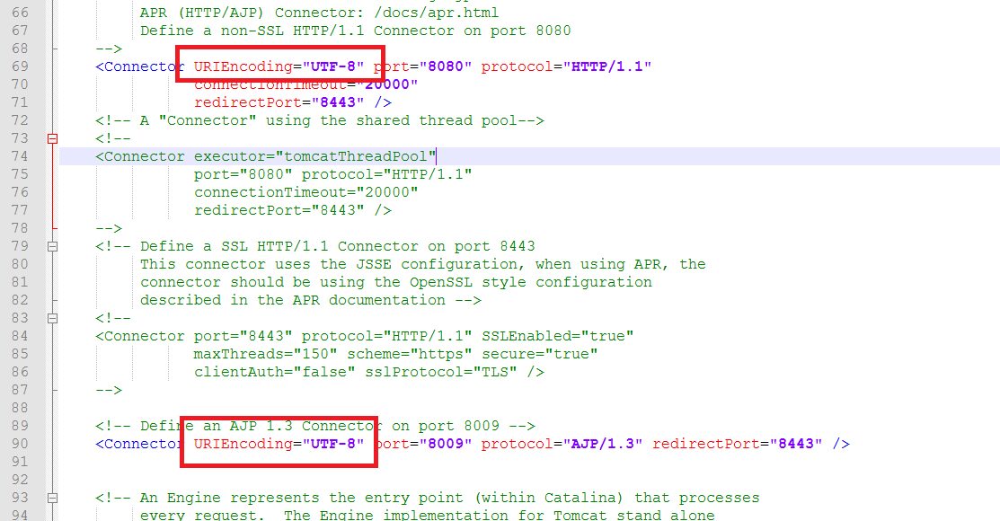 66 APR (HTTP/AJP) Connector: /docs/apr.html
67 Define a non-SSL HTTP/1.1 Connector on port 8080
68 -->
69 <Connector URIEncoding="UTF-8" port="8080" protocol="HTTP/1.1"
70 connectionTimeout="20000"
71 redirectPort="8443" />
72 <!-- A "Connector" using the shared thread pool-->
73 <!--
74 <Connector executor="tomcatThreadPool"
75 port="8080" protocol="HTTP/1.1"
76 connectionTimeout="20000"
77 redirectPort="8443" />
78 -->
79 <!-- Define a SSL HTTP/1.1 Connector on port 8443
80 This connector uses the JSSE configuration, when using APR, the
81 connector should be using the OpenSSL style configuration
82 described in the APR documentation -->
83 <!--
84 <Connector port="8443" protocol="HTTP/1.1" SSLEnabled="true"
85 maxThreads="150" scheme="https" secure="true"
86 clientAuth="false" sslProtocol="TLS" />
87 -->
88
89 <!-- Define an AJP 1.3 Connector on port 8009 -->
90 <Connector URIEncoding="UTF-8" port="8009" protocol="AJP/1.3" redirectPort="8443" />
91
92
93 <!-- An Engine represents the entry point (within Catalina) that processes
94 every request. The Engine implementation for Tomcat stand alone